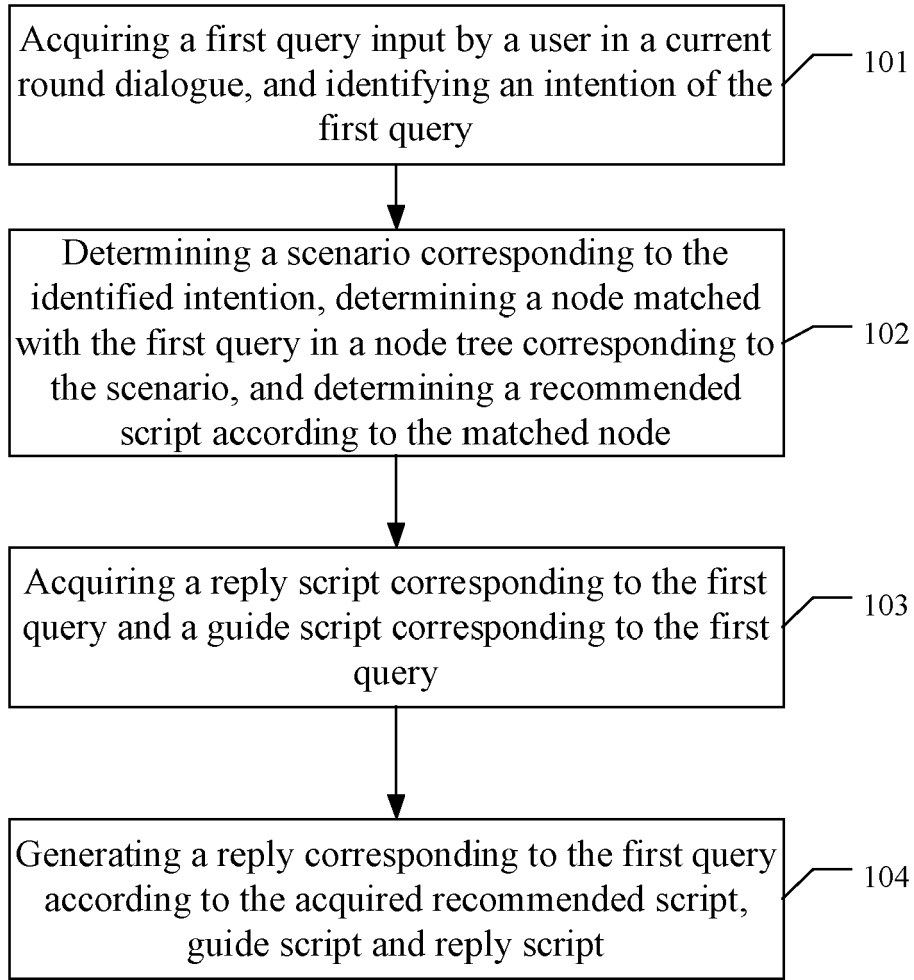 Acquiring a first query input by a user in a current
round dialogue, and identifying an intention of the
first query
101
Determining a scenario corresponding to the
identified intention, determining a node matched
with the first query in a node tree corresponding to
the scenario, and determining a recommended
script according to the matched node
102
Acquiring a reply script corresponding to the first
query and a guide script corresponding to the first
query
103
Generating a reply corresponding to the first query
according to the acquired recommended script,
guide script and reply script
104